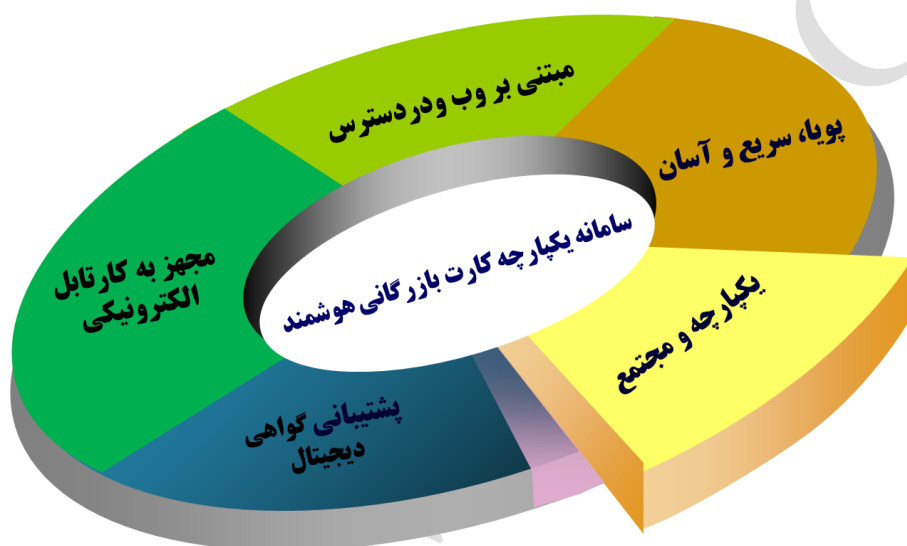 مبتنی بر وب ودردسترس
پویا، سریع و آسان
سامانه یکپارچه کارت بازرگانی هوشمند
مجهز به کارتابل
الکترونیکی
یکپارچه و مجتمع
پشتیبانی گواهی
دیجیتال